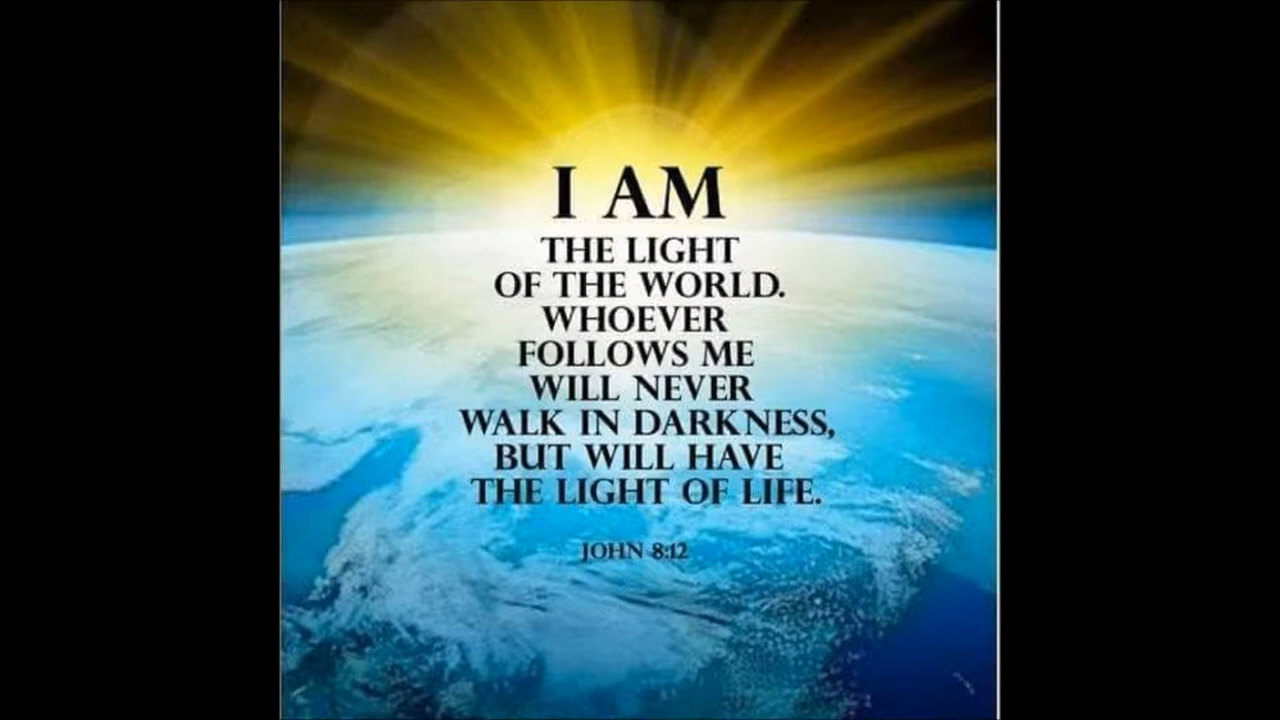 I AM
THE LIGHT
OF THE WORLD.
WHOEVER
FOLLOWS ME
WILL NEVER
WALK IN DARKNESS,
BUT WILL HAVE
THE LIGHT OF LIFE.
JOHN 8:12